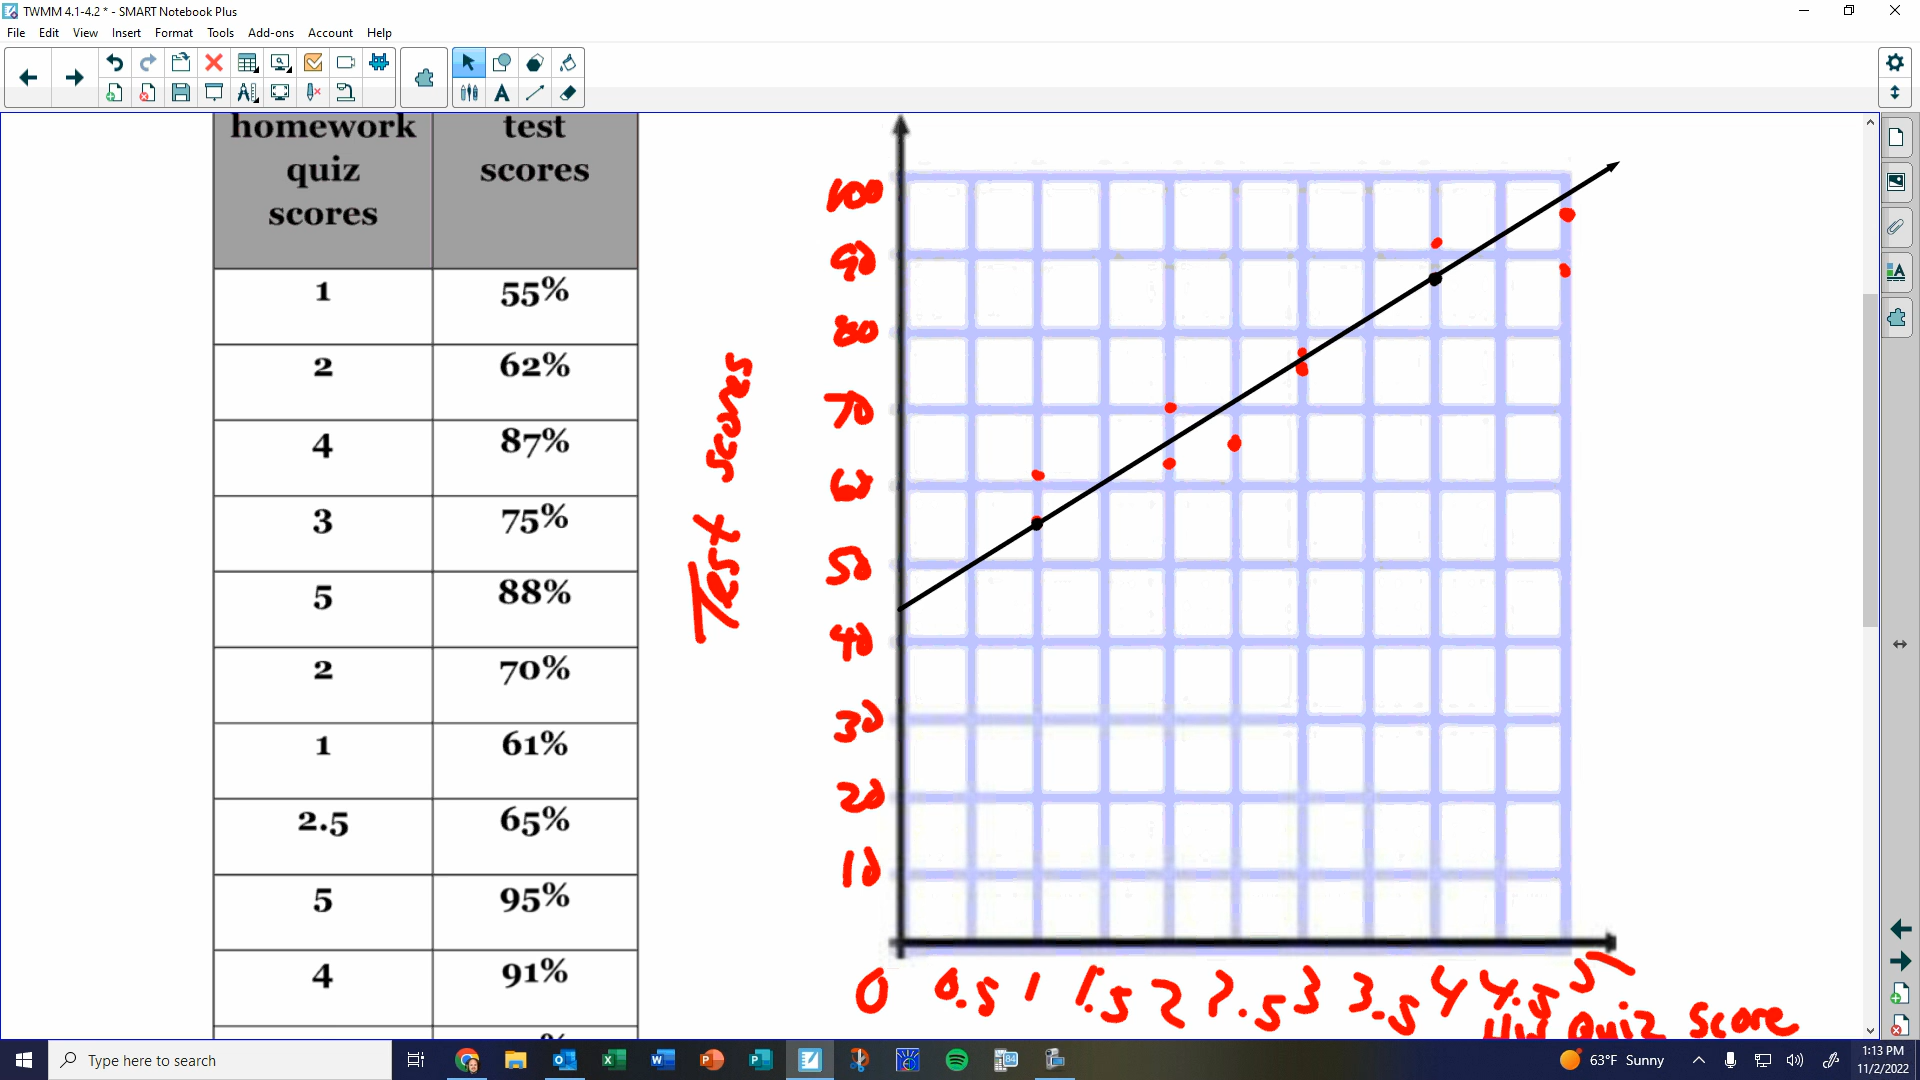 TWMM 4.1-4.2 * - SMART Notebook Plus
File Edit View Insert Format Tools Add-ons Account Help
homework quiz scores test scores
1 55%
2 62%
4 87%
3 75%
5 88%
2 70%
1 61%
2.5 65%
5 95%
4 91%
Test scores
100
90
80
70
60
50
40
30
20
10
0 0.5 1 1.5 2 2.5 3 3.5 4 4.5 5
HW Quiz Score
Type here to search
84
63°F Sunny
1:13 PM
11/2/2022